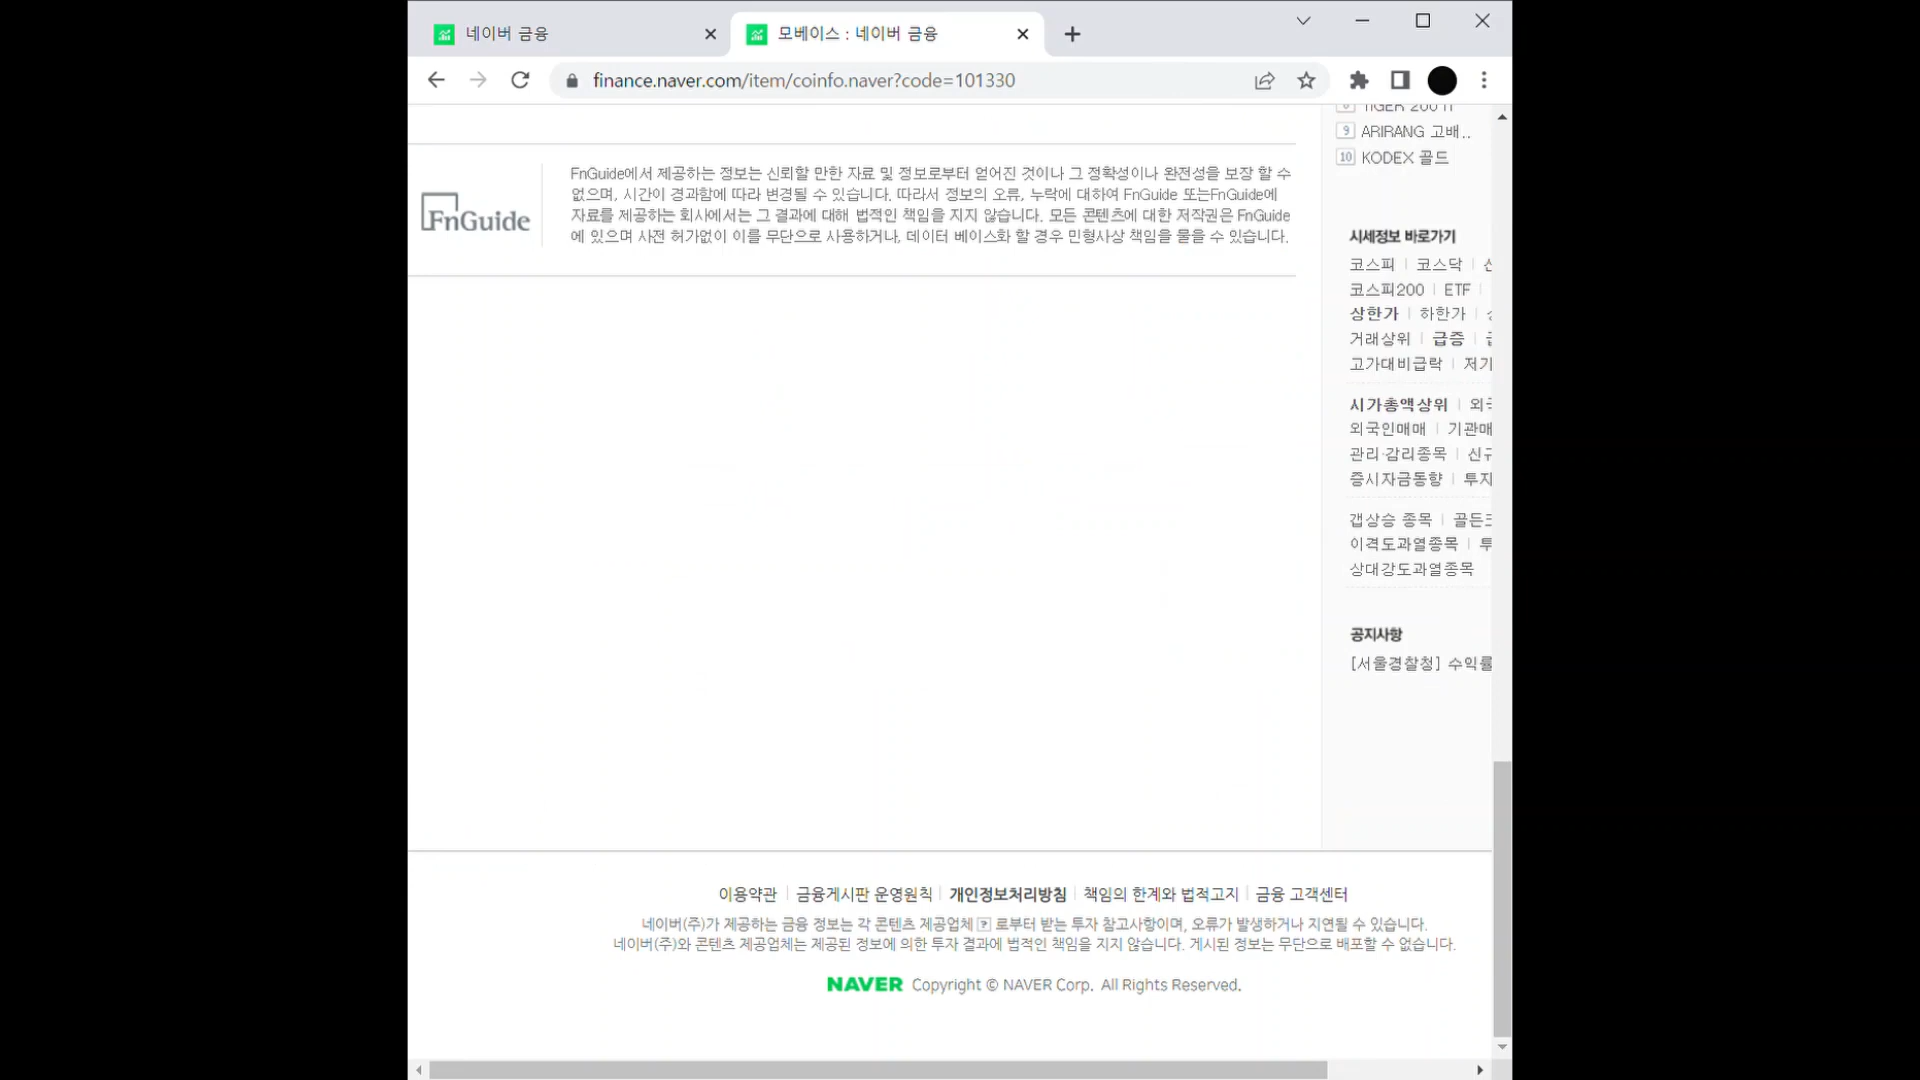 네이버 금융
모베이스 : 네이버 금융
finance.naver.com/item/coinfo.naver?code=101330
9 ARIRANG 고배..
10 KODEX 골드
FnGuide
FnGuide에서 제공하는 정보는 신뢰할 만한 자료 및 정보로부터 얻어진 것이나 그 정확성이나 완전성을 보장 할 수
없으며, 시간이 경과함에 따라 변경될 수 있습니다. 따라서 정보의 오류, 누락에 대하여 FnGuide 또는FnGuide에
자료를 제공하는 회사에서는 그 결과에 대해 법적인 책임을 지지 않습니다. 모든 콘텐츠에 대한 저작권은 FnGuide
에 있으며 사전 허가없이 이를 무단으로 사용하거나, 데이터 베이스화 할 경우 민형사상 책임을 물을 수 있습니다.
시세정보 바로가기
코스피 | 코스닥 |
코스피200 | ETF |
상한가 | 하한가 |
거래상위 | 급증 |
고가대비급락 |
시가총액상위 |
외국인매매 |
관리·감리종목 |
증시자금동향 |
갭상승 종목 |
이격도과열종목 |
상대강도과열종목
공지사항
[서울경찰청] 수익률
이용약관 | 금융게시판 운영원칙 | 개인정보처리방침 | 책임의 한계와 법적고지 | 금융 고객센터
네이버(주)가 제공하는 금융 정보는 각 콘텐츠 제공업체 ? 로부터 받는 투자 참고사항이며, 오류가 발생하거나 지연될 수 있습니다.
네이버(주)와 콘텐츠 제공업체는 제공된 정보에 의한 투자 결과에 법적인 책임을 지지 않습니다. 게시된 정보는 무단으로 배포할 수 없습니다.
NAVER Copyright © NAVER Corp. All Rights Reserved.